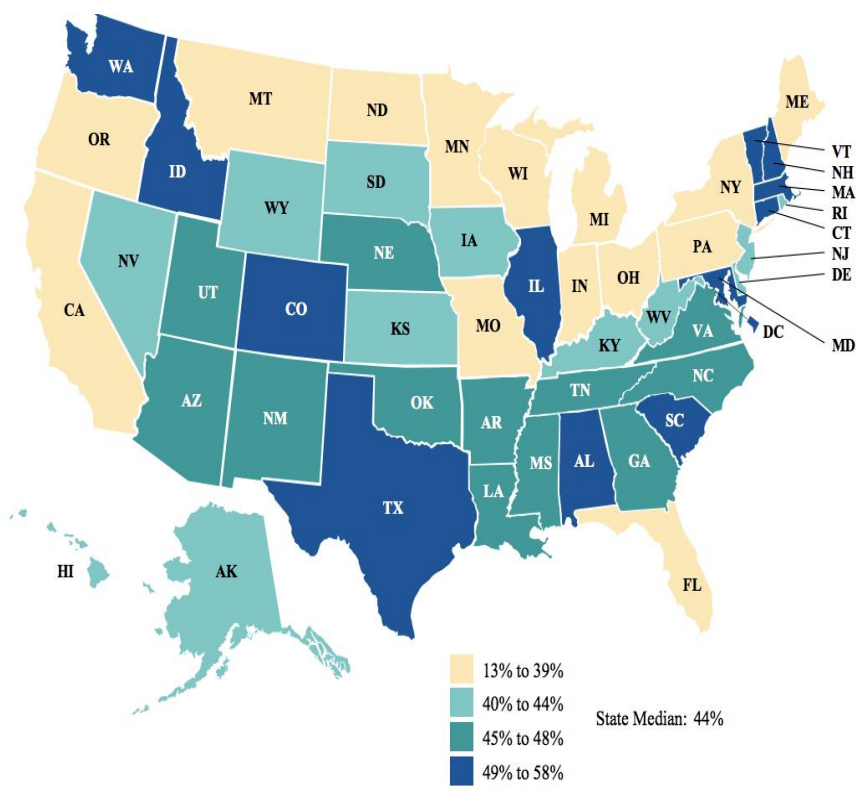 WA
MT
ND
ME
OR
MN
VT
ID
SD
WI
NY
NH
WY
MI
MA
RI
CT
NV
NE
IA
PA
NJ
UT
CO
IL
IN
OH
DE
CA
KS
MO
WV
VA
DC
MD
KY
AZ
NM
OK
AR
TN
NC
SC
MS
AL
GA
LA
TX
HI
AK
FL
13% to 39%
40% to 44%
State Median: 44%
45% to 48%
49% to 58%